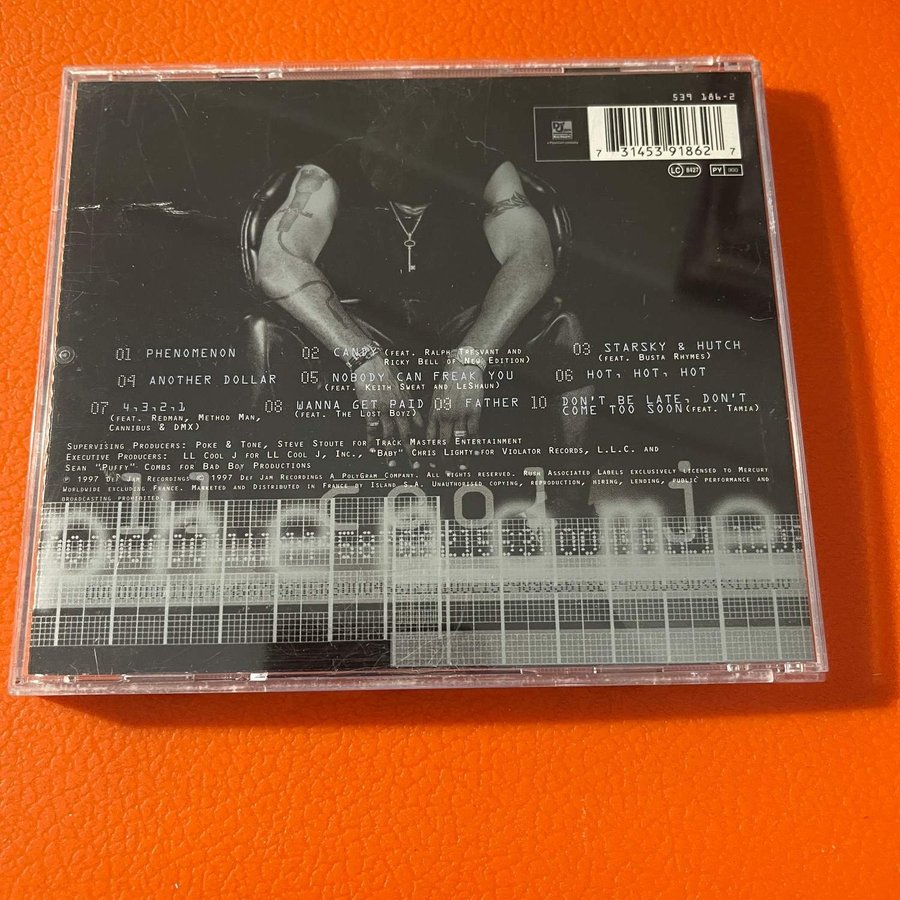 539 186-2
Def Jam
7 31453 91862 7
LC 8427
PY 900
01 PHENOMENON
02 CANDY (FEAT. RALPH TRESVANT AND
RICKY BELL OF NEW EDITION)
03 STARSKY & HUTCH
(FEAT. BUSTA RHYMES)
04 ANOTHER DOLLAR
05 NOBODY CAN FREAK YOU
(FEAT. KEITH SWEAT AND LESHAUN)
06 HOT, HOT, HOT
07 4,3,2,1
(FEAT. REDMAN, METHOD MAN,
CANNIBUS & DMX)
08 WANNA GET PAID
(FEAT. THE LOST BOYZ)
09 FATHER
10 DON'T BE LATE, DON'T
COME TOO SOON (FEAT. TAMIA)
SUPERVISING PRODUCERS: POKE & TONE, STEVE STOUTE FOR TRACK MASTERS ENTERTAINMENT
EXECUTIVE PRODUCERS: LL COOL J FOR LL COOL J, INC., "BABY" CHRIS LIGHTY FOR VIOLATOR RECORDS, L.L.C. AND
SEAN "PUFFY" COMBS FOR BAD BOY PRODUCTIONS
℗ 1997 DEF JAM RECORDINGS © 1997 DEF JAM RECORDINGS A POLYGRAM COMPANY. ALL RIGHTS RESERVED. RUSH ASSOCIATED LABELS EXCLUSIVELY LICENSED TO MERCURY
WORLDWIDE EXCLUDING FRANCE. MARKETED AND DISTRIBUTED IN FRANCE BY ISLAND S.A. UNAUTHORISED COPYING, REPRODUCTION, HIRING, LENDING, PUBLIC PERFORMANCE AND
BROADCASTING PROHIBITED.